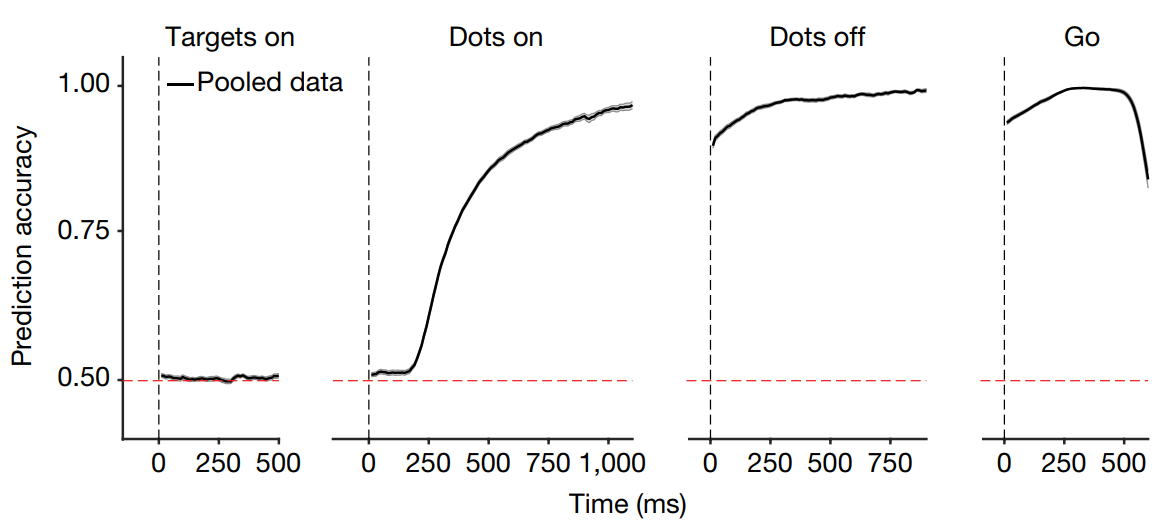 Targets on
Dots on
Dots off
Go
Pooled data
Prediction accuracy
1.00
0.75
0.50
0 250 500
0 250 500 750 1,000
0 250 500 750
0 250 500
Time (ms)